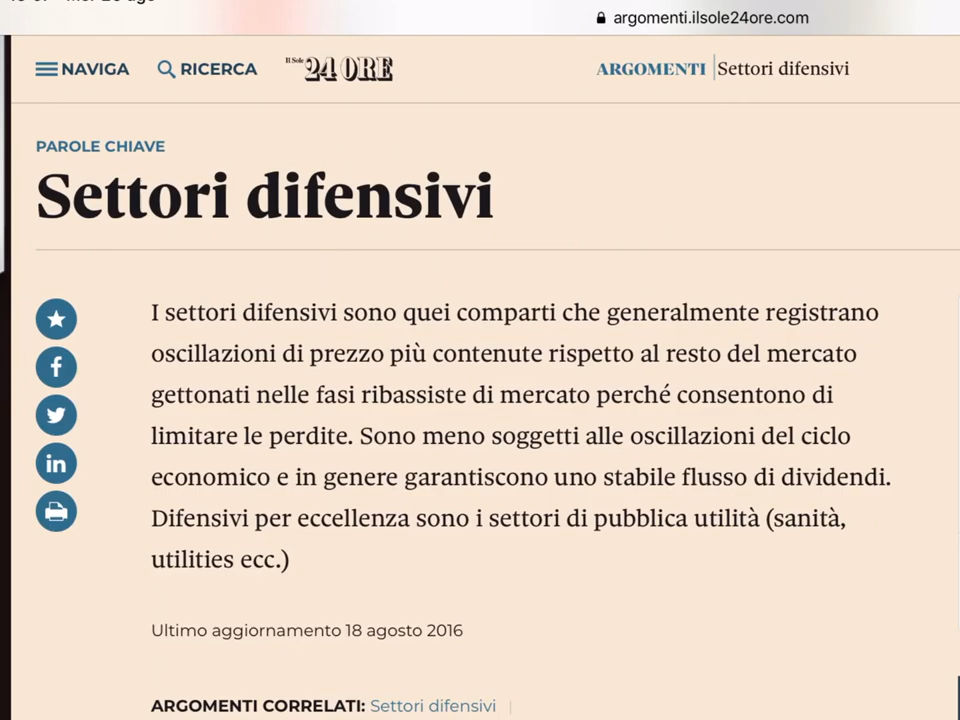 argomenti.ilsole24ore.com
NAVIGA
RICERCA
Il Sole 24 ORE
ARGOMENTI Settori difensivi
PAROLE CHIAVE
Settori difensivi
I settori difensivi sono quei comparti che generalmente registrano
oscillazioni di prezzo più contenute rispetto al resto del mercato
gettonati nelle fasi ribassiste di mercato perché consentono di
limitare le perdite. Sono meno soggetti alle oscillazioni del ciclo
economico e in genere garantiscono uno stabile flusso di dividendi.
Difensivi per eccellenza sono i settori di pubblica utilità (sanità,
utilities ecc.)
Ultimo aggiornamento 18 agosto 2016
ARGOMENTI CORRELATI: Settori difensivi